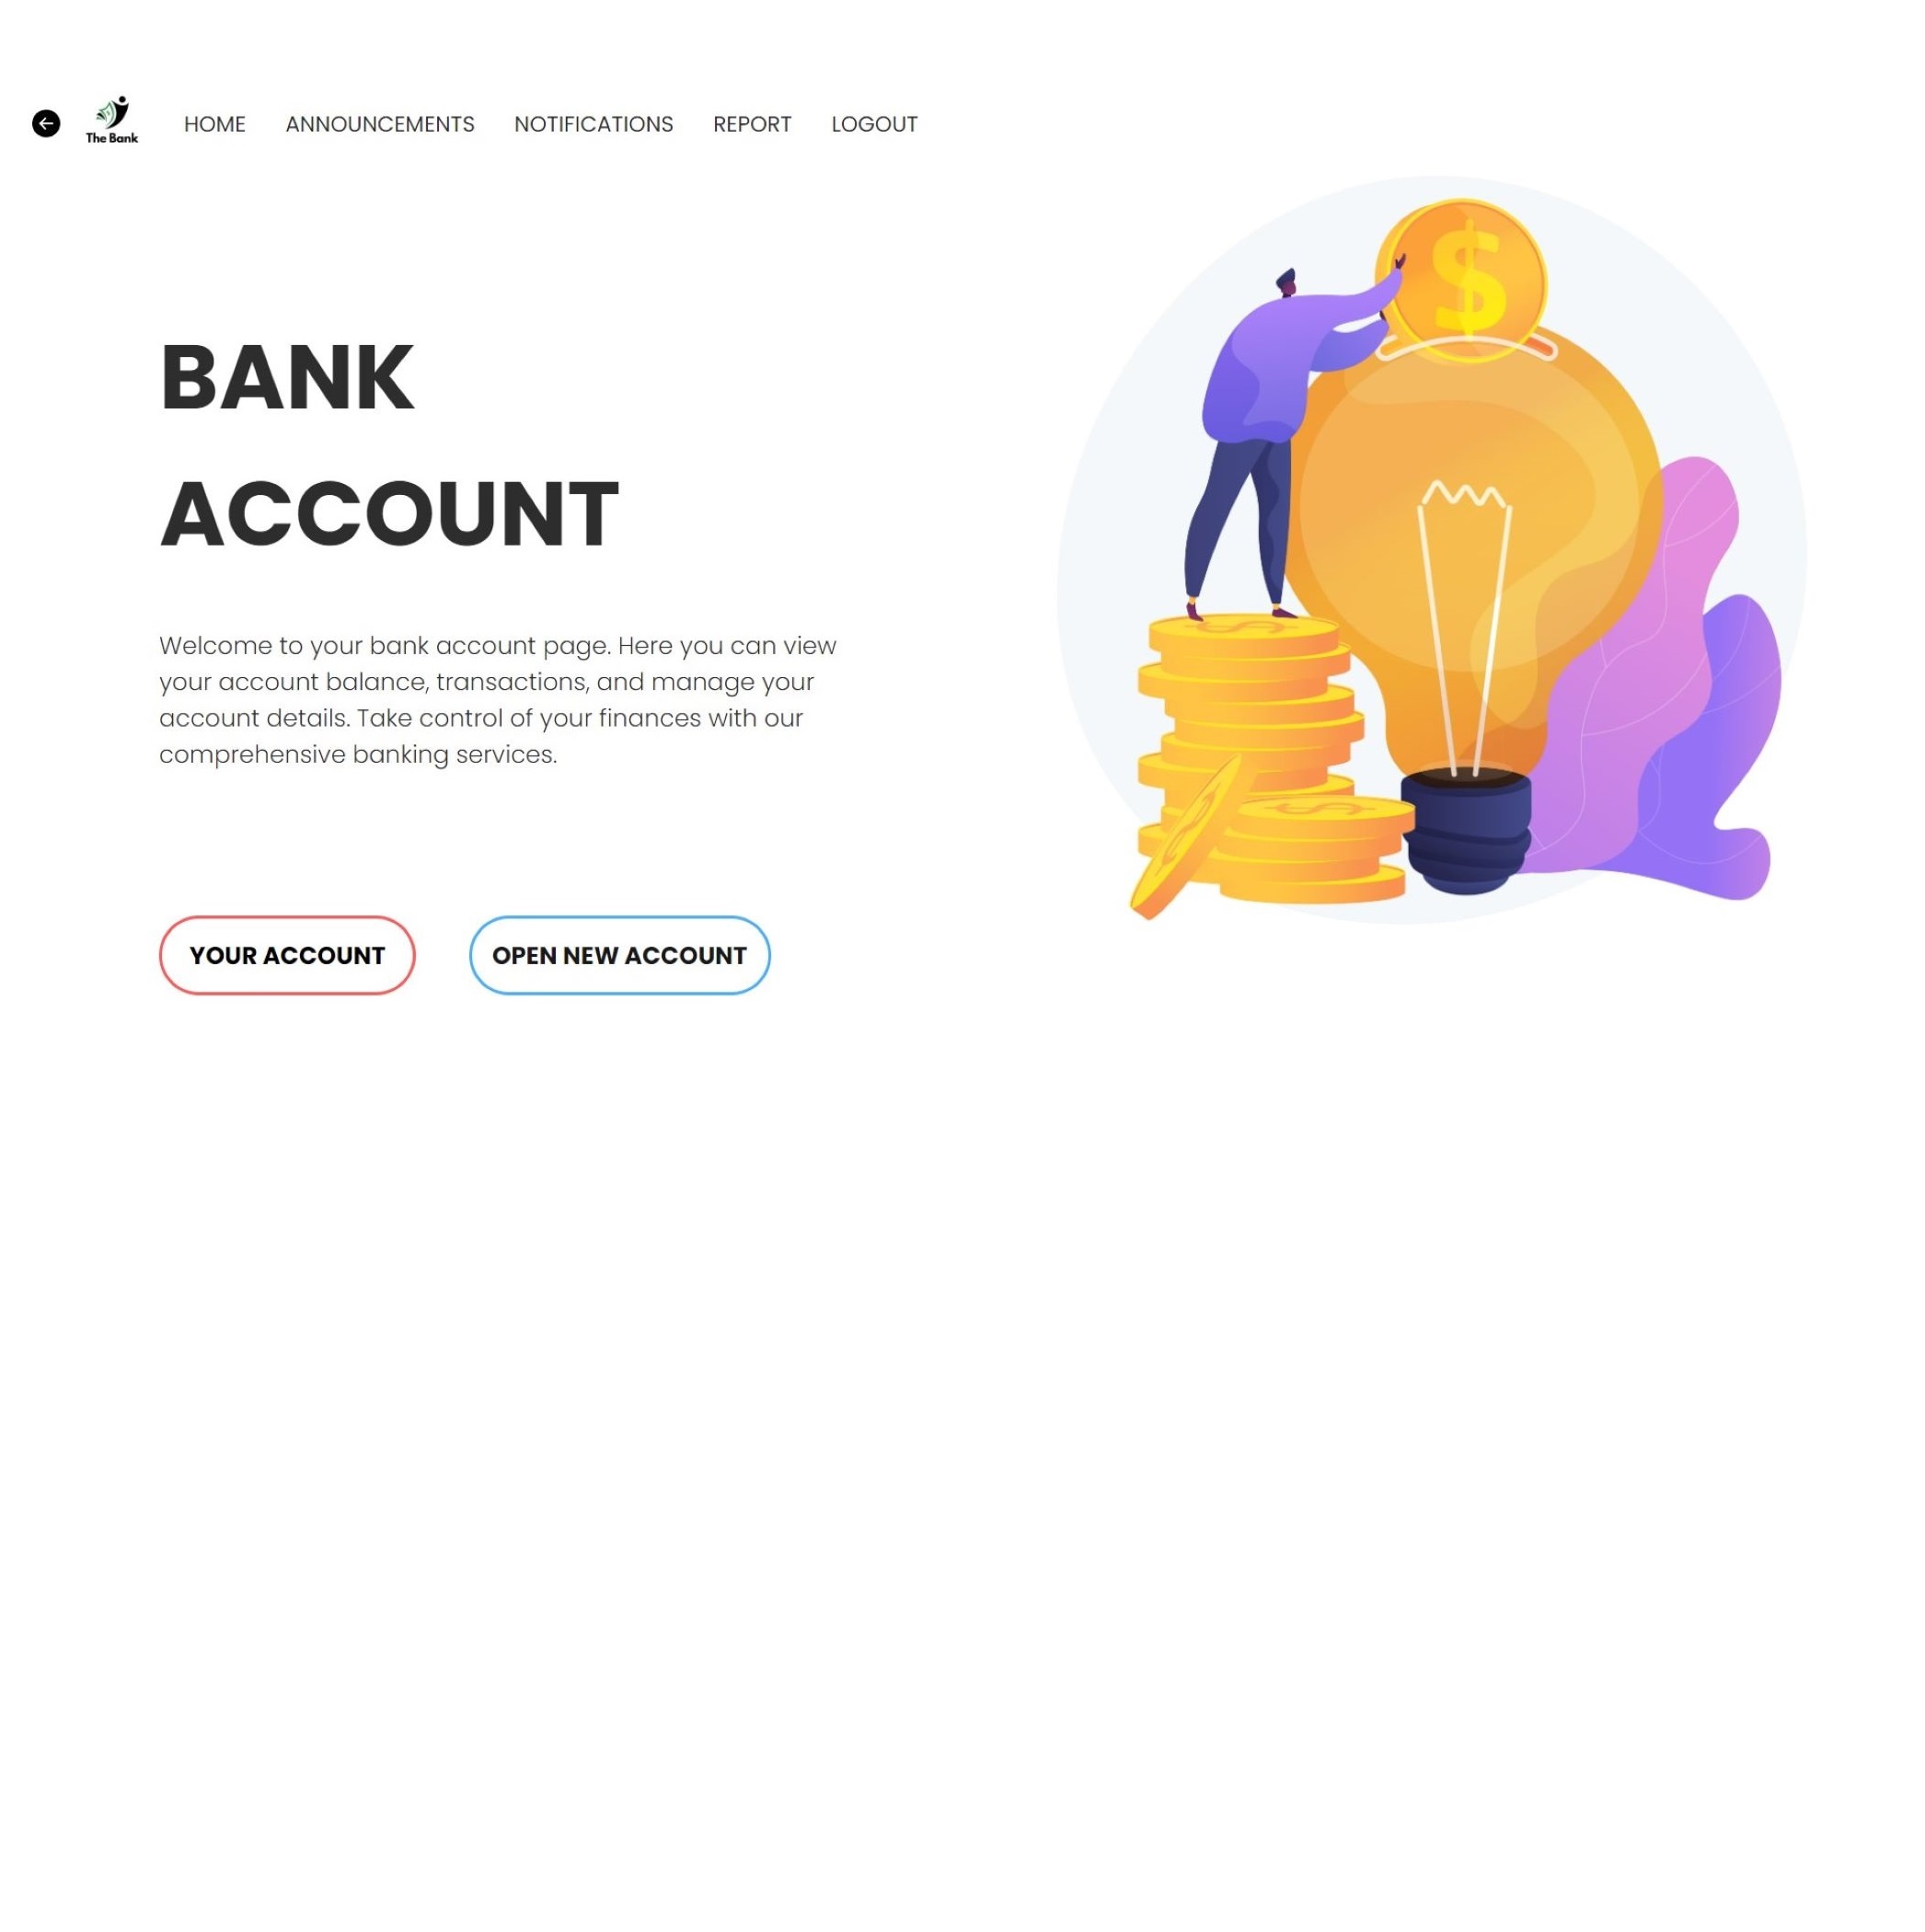 The Bank
HOME ANNOUNCEMENTS NOTIFICATIONS REPORT LOGOUT
$
BANK
ACCOUNT
Welcome to your bank account page. Here you can view
your account balance, transactions, and manage your
account details. Take control of your finances with our
comprehensive banking services.
YOUR ACCOUNT OPEN NEW ACCOUNT